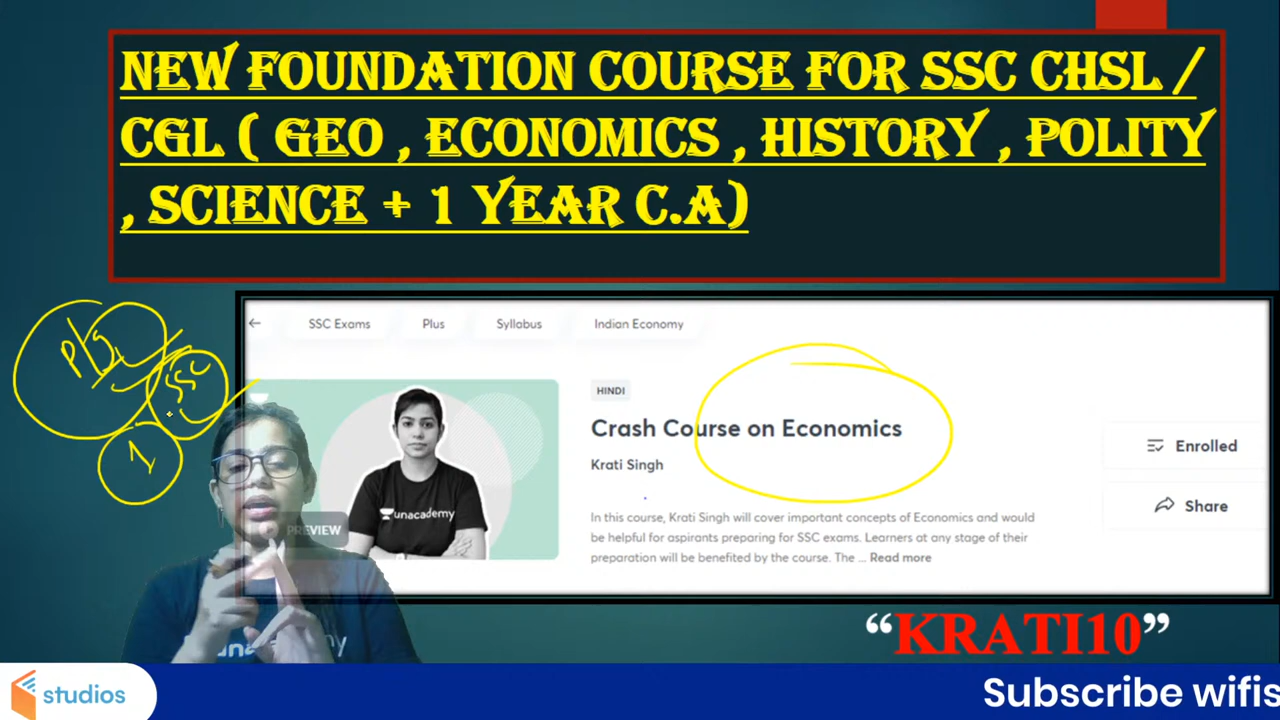 NEW FOUNDATION COURSE FOR SSC CHSL /
CGL ( GEO , ECONOMICS , HISTORY , POLITY
, SCIENCE + 1 YEAR C.A)
SSC Exams Plus Syllabus Indian Economy
HINDI
Crash Course on Economics
Krati Singh
In this course, Krati Singh will cover important concepts of Economics and would
be helpful for aspirants preparing for SSC exams. Learners at any stage of their
preparation will be benefited by the course. The ... Read more
Enrolled
Share
PREVIEW
unacademy
SSC
1
"KRATI10"
studios
Subscribe wifis